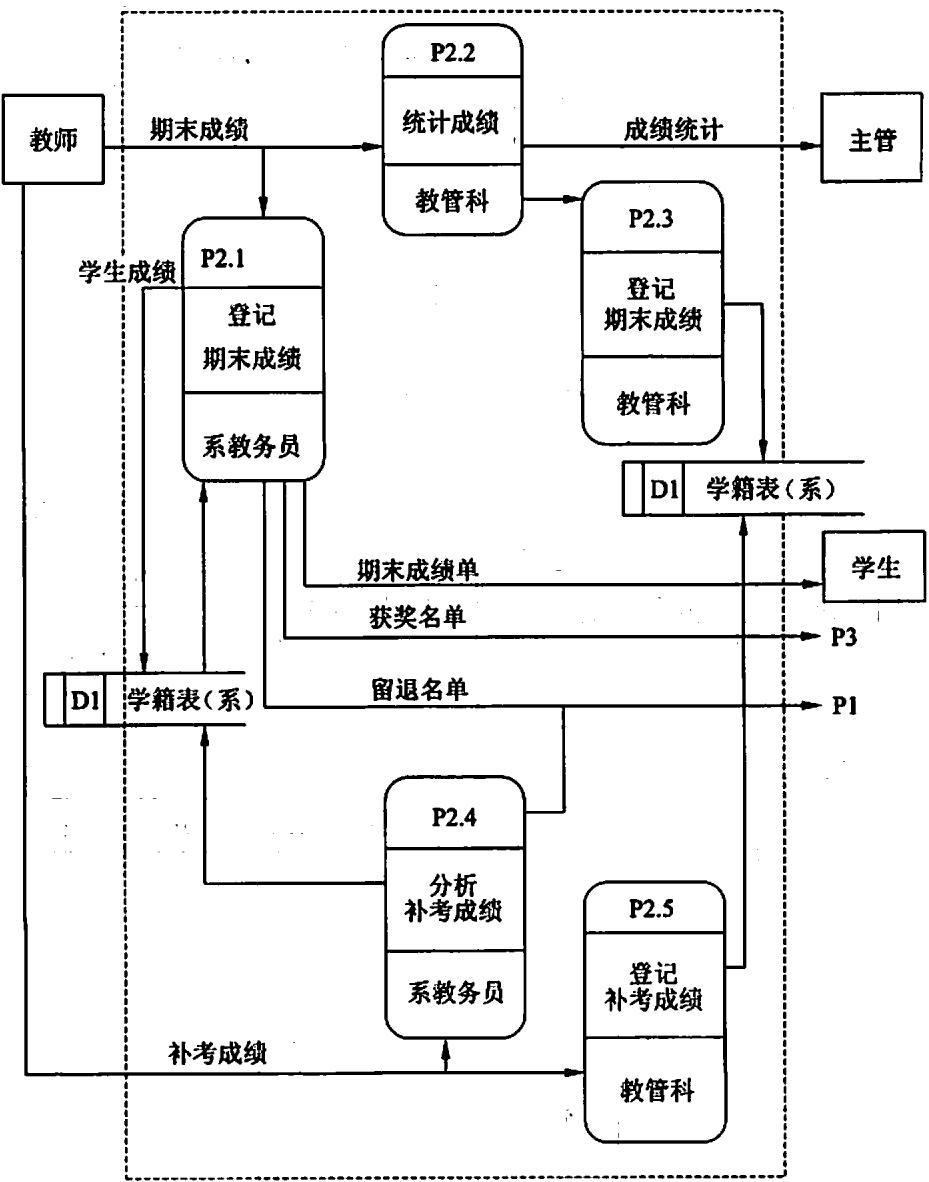 P2.2
教师
期末成绩
统计成绩
成绩统计
主管
教管科
P2.3
P2.1
学生成绩
登记
期末成绩
登记
期末成绩
教管科
系教务员
D1
学籍表(系)
期末成绩单
学生
获奖名单
P3
D1
学籍表(系)
留退名单
P1
P2.4
分析
补考成绩
P2.5
登记
补考成绩
系教务员
补考成绩
教管科